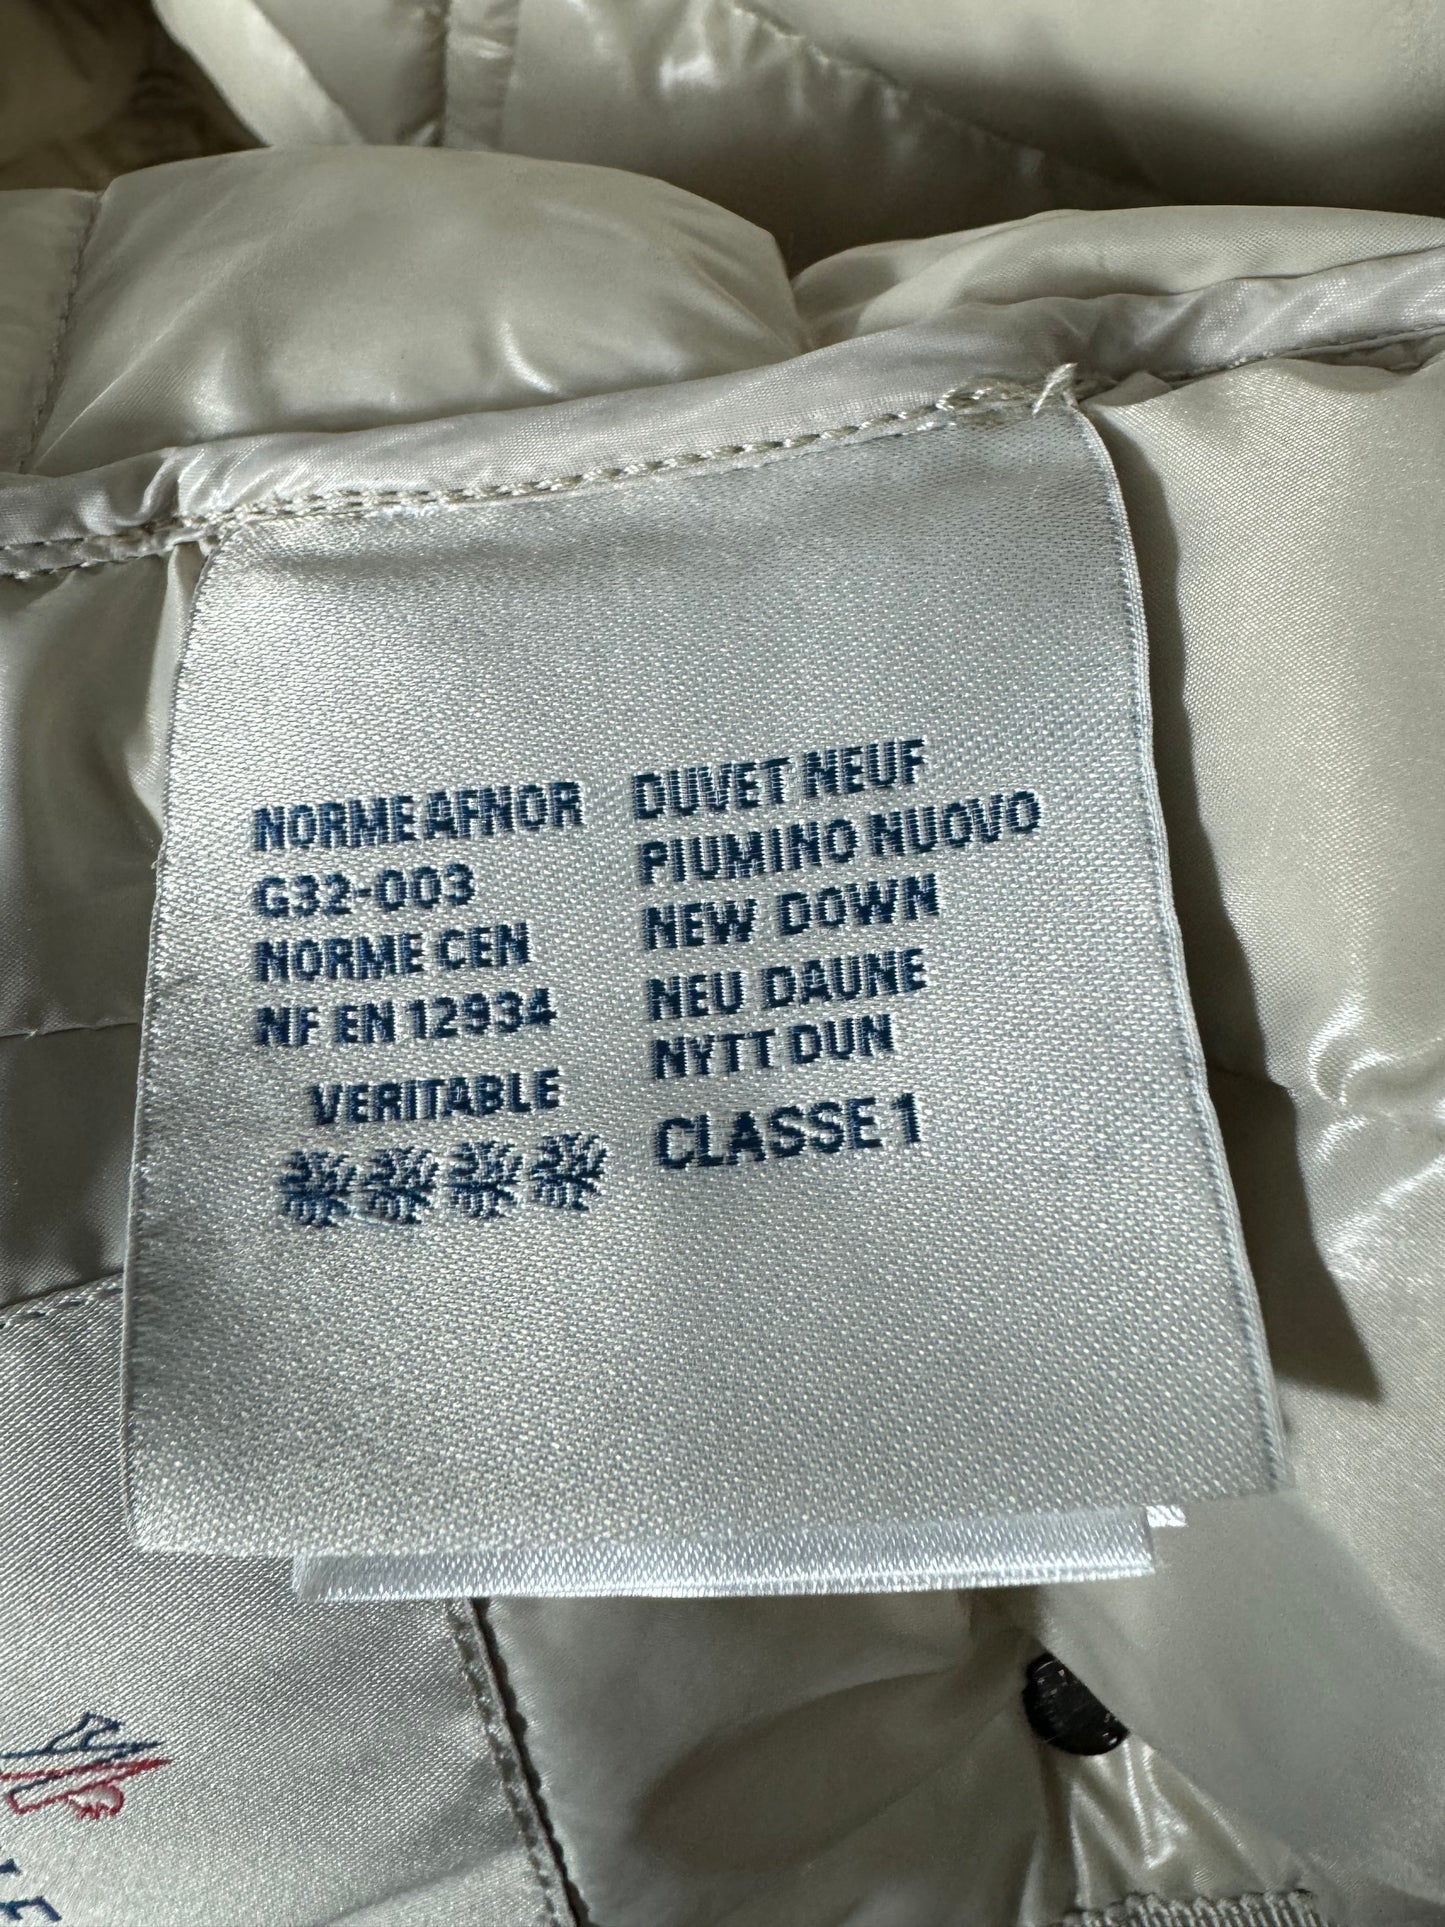 NORME AFNOR
G32-003
NORME CEN
NF EN 12934
VERITABLE
DUVET NEUF
PIUMINO NUOVO
NEW DOWN
NEU DAUNE
NYTT DUN
CLASSE 1